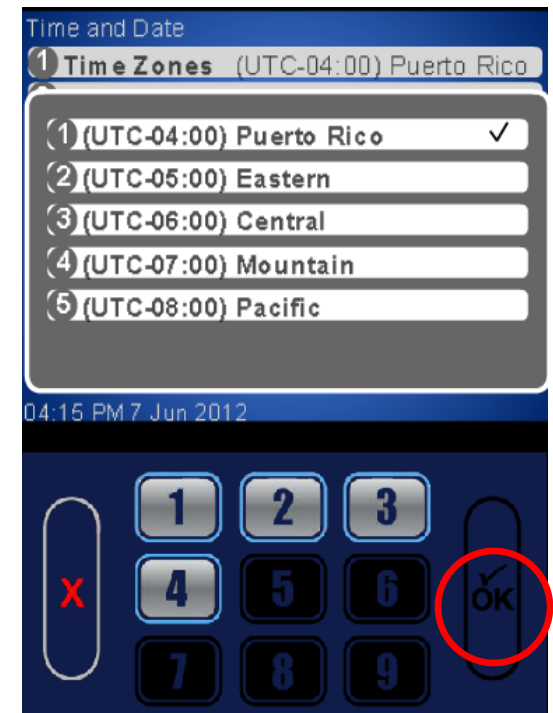 Time and Date
1 Time Zones (UTC-04:00) Puerto Rico
1 (UTC-04:00) Puerto Rico ✓
2 (UTC-05:00) Eastern
3 (UTC-06:00) Central
4 (UTC-07:00) Mountain
5 (UTC-08:00) Pacific
04:15 PM 7 Jun 2012
1 2 3
X 4 5 6 OK
7 8 9